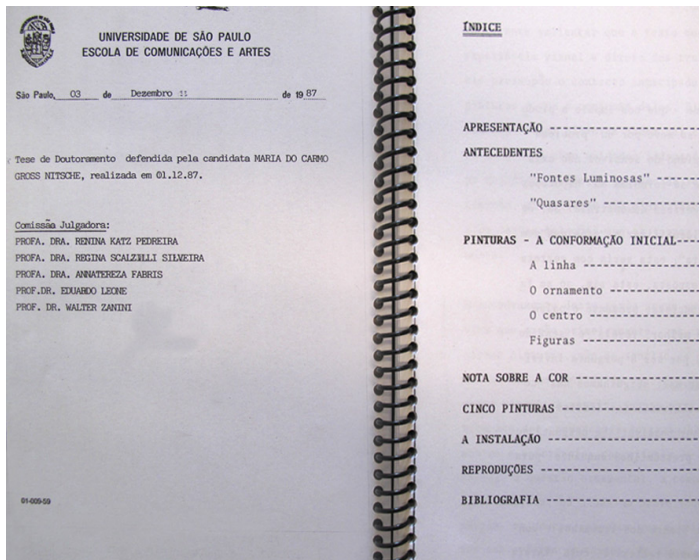 UNIVERSIDADE DE SÃO PAULO
ESCOLA DE COMUNICAÇÕES E ARTES
São Paulo, 03 de Dezembro de 1987
Tese de Doutoramento defendida pela candidata MARIA DO CARMO
GROSS NITSCHE, realizada em 01.12.87.
Comissão Julgadora:
PROFA. DRA. RENINA KATZ PEDREIRA
PROFA. DRA. REGINA SCALZILLI SILVEIRA
PROFA. DRA. ANNATEREZA FABRIS
PROF.DR. EDUARDO LEONE
PROF. DR. WALTER ZANINI
01-009-59
ÍNDICE
APRESENTAÇÃO
ANTECEDENTES
"Fontes Luminosas"
"Quasares"
PINTURAS - A CONFORMAÇÃO INICIAL
A linha
O ornamento
O centro
Figuras
NOTA SOBRE A COR
CINCO PINTURAS
A INSTALAÇÃO
REPRODUÇÕES
BIBLIOGRAFIA